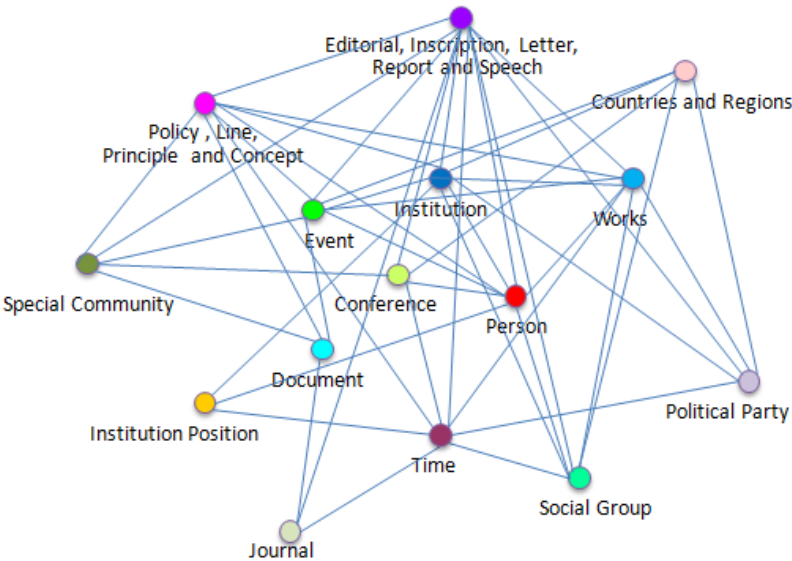 Editorial, Inscription, Letter,
Report and Speech
Countries and Regions
Policy , Line,
Principle and Concept
Institution
Works
Event
Special Community
Conference
Person
Document
Institution Position
Political Party
Time
Social Group
Journal